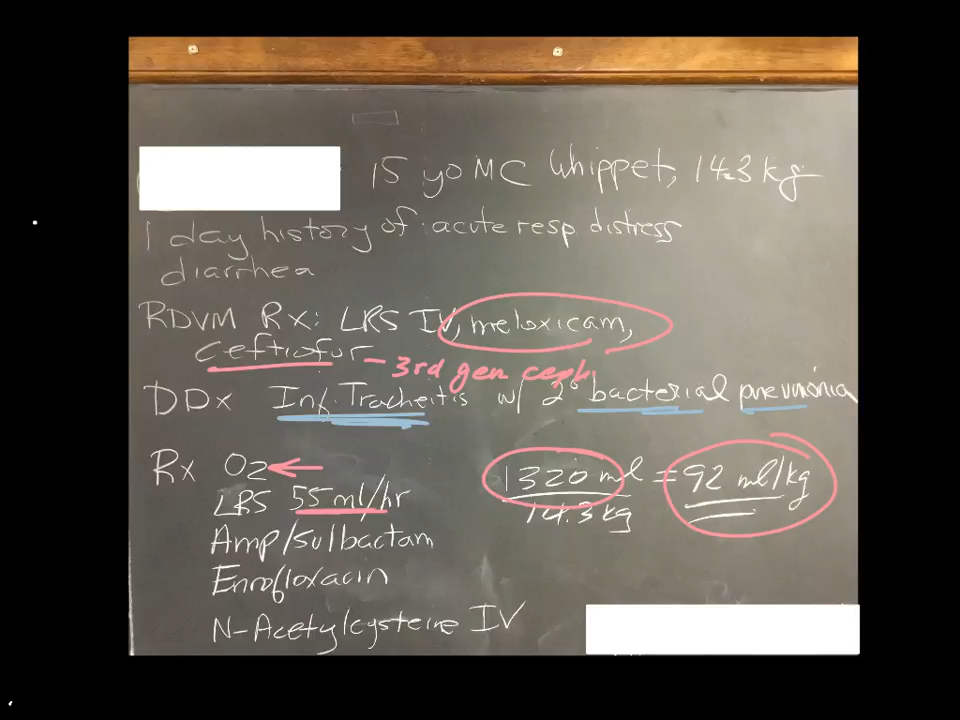 15 yo MC Whippet, 14.3 kg
1 day history of acute resp distress
diarrhea
RDVM Rx: LRS IV, meloxicam,
Ceftiofur - 3rd gen ceph.
DDx Inf. Tracheitis w/ 2° bacterial pneumonia
Rx O2
LRS 55 ml/hr
Amp/sulbactam
Enrofloxacin
N-Acetylcysteine IV
1320 ml = 92 ml/kg
14.3 kg